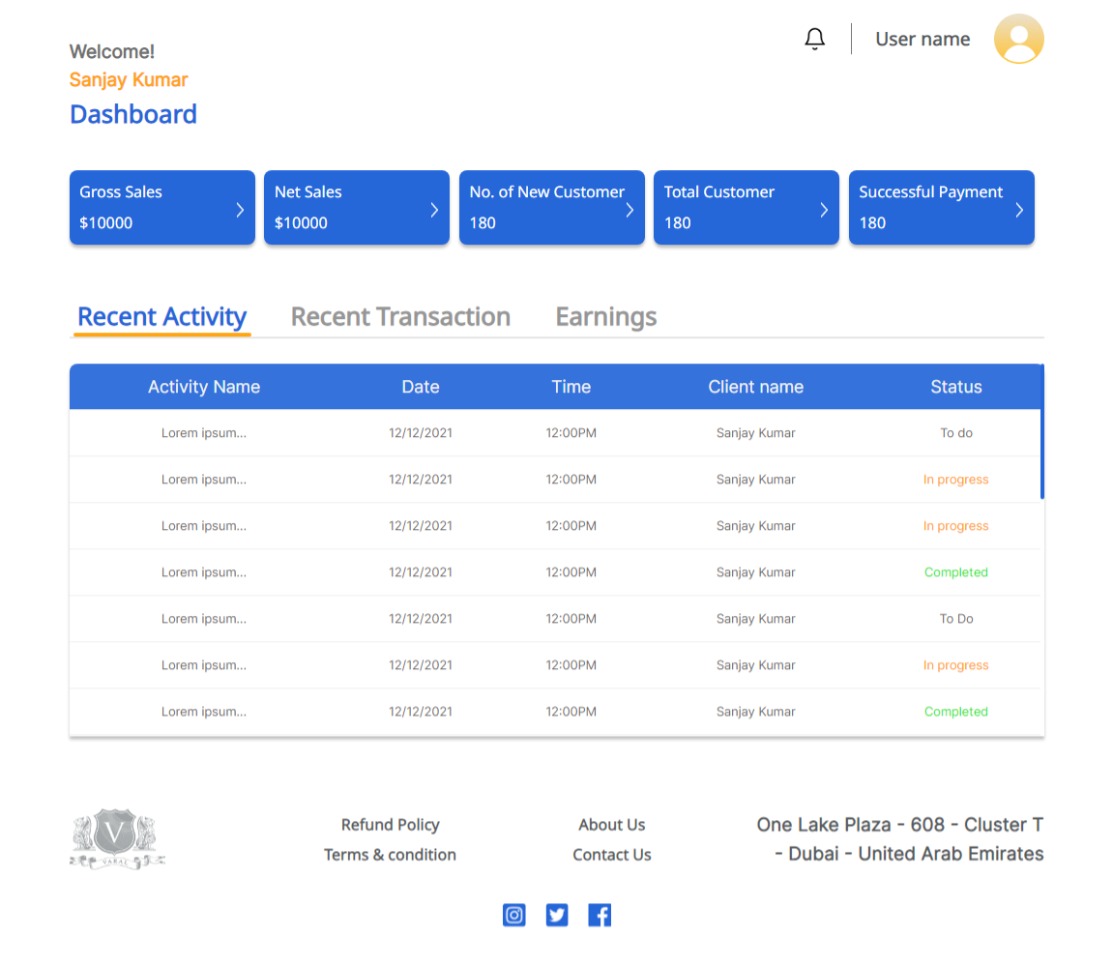 User name
Welcome!
Sanjay Kumar
Dashboard
Gross Sales
$10000
Net Sales
$10000
No. of New Customer
180
Total Customer
180
Successful Payment
180
Recent Activity Recent Transaction Earnings
Activity Name Date Time Client name Status
Lorem ipsum... 12/12/2021 12:00PM Sanjay Kumar To do
Lorem ipsum... 12/12/2021 12:00PM Sanjay Kumar In progress
Lorem ipsum... 12/12/2021 12:00PM Sanjay Kumar In progress
Lorem ipsum... 12/12/2021 12:00PM Sanjay Kumar Completed
Lorem ipsum... 12/12/2021 12:00PM Sanjay Kumar To Do
Lorem ipsum... 12/12/2021 12:00PM Sanjay Kumar In progress
Lorem ipsum... 12/12/2021 12:00PM Sanjay Kumar Completed
V
Refund Policy
Terms & condition
About Us
Contact Us
One Lake Plaza - 608 - Cluster T
- Dubai - United Arab Emirates